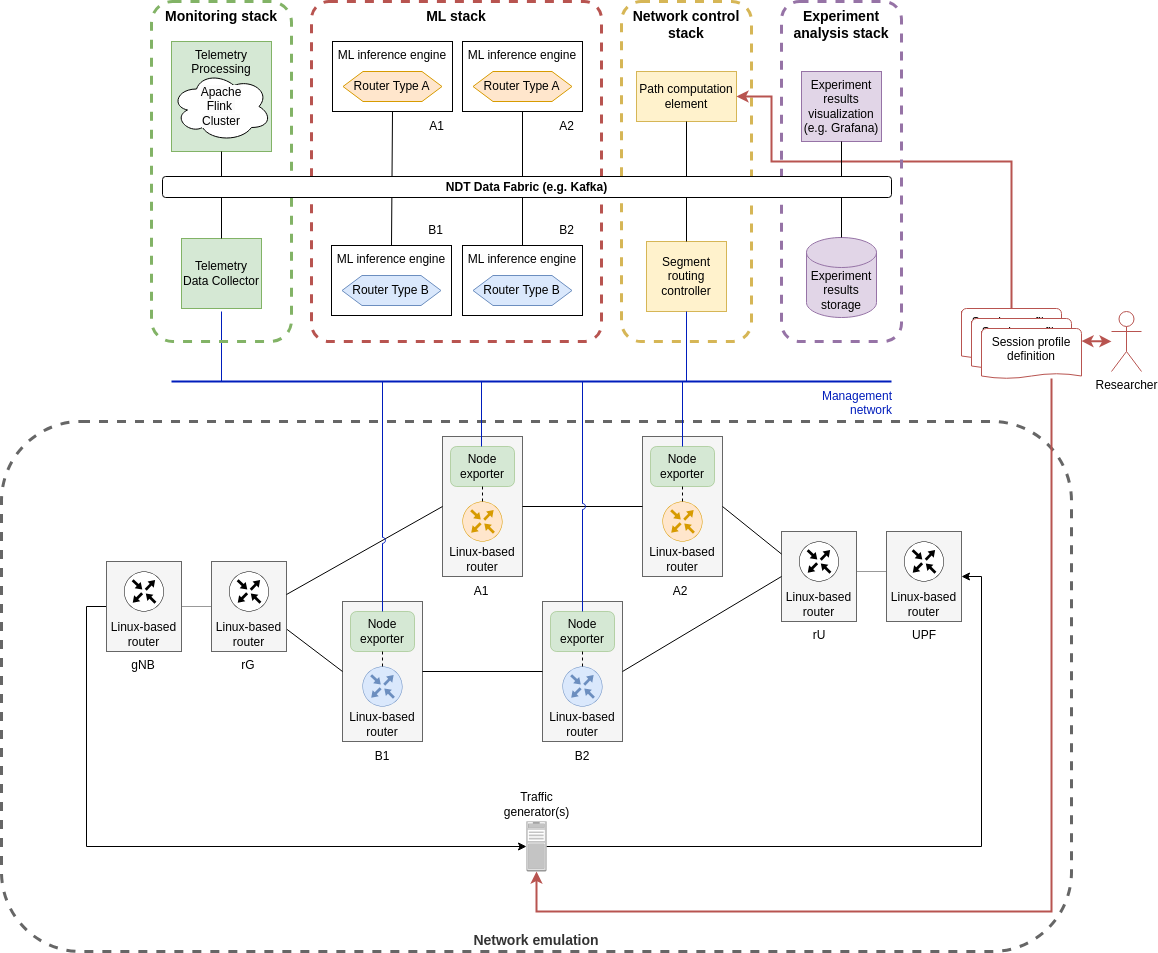 Monitoring stack
ML stack
Network control
stack
Experiment
analysis stack
Telemetry
Processing
Apache
Flink
Cluster
ML inference engine
Router Type A
A1
ML inference engine
Router Type A
A2
Path computation
element
Experiment
results
visualization
(e.g. Grafana)
NDT Data Fabric (e.g. Kafka)
B1
B2
Telemetry
Data Collector
ML inference engine
Router Type B
ML inference engine
Router Type B
Segment
routing
controller
Experiment
results
storage
Session profile
definition
Researcher
Management
network
Node
exporter
Linux-based
router
A1
Node
exporter
Linux-based
router
A2
Linux-based
router
gNB
Linux-based
router
rG
Node
exporter
Linux-based
router
B1
Node
exporter
Linux-based
router
B2
Linux-based
router
rU
Linux-based
router
UPF
Traffic
generator(s)
Network emulation